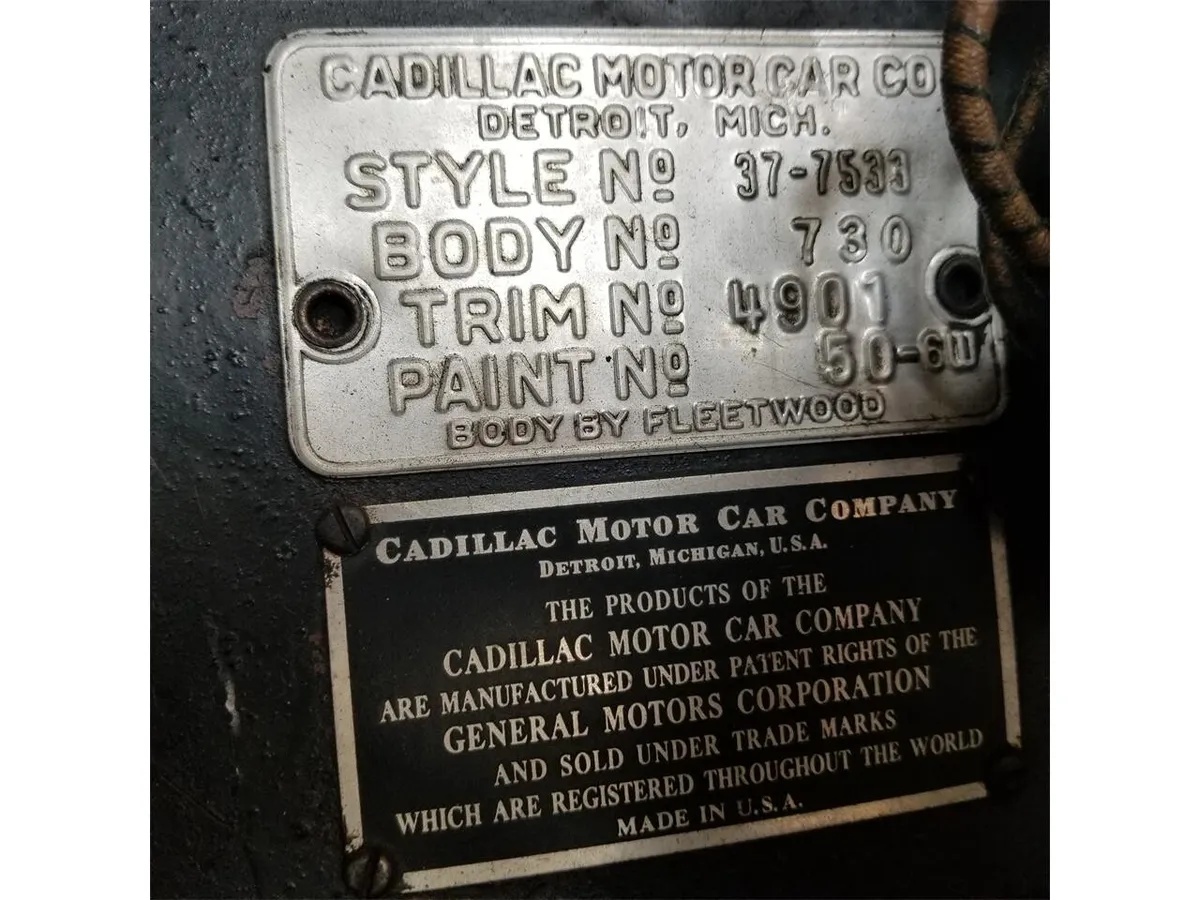 CADILLAC MOTOR CAR CO
DETROIT, MICH.
STYLE Nº 37-7533
BODY Nº 730
TRIM Nº 4901
PAINT Nº 50-6U
BODY BY FLEETWOOD
CADILLAC MOTOR CAR COMPANY
DETROIT, MICHIGAN, U.S.A.
THE PRODUCTS OF THE
CADILLAC MOTOR CAR COMPANY
ARE MANUFACTURED UNDER PATENT RIGHTS OF THE
GENERAL MOTORS CORPORATION
AND SOLD UNDER TRADE MARKS
WHICH ARE REGISTERED THROUGHOUT THE WORLD
MADE IN U.S.A.